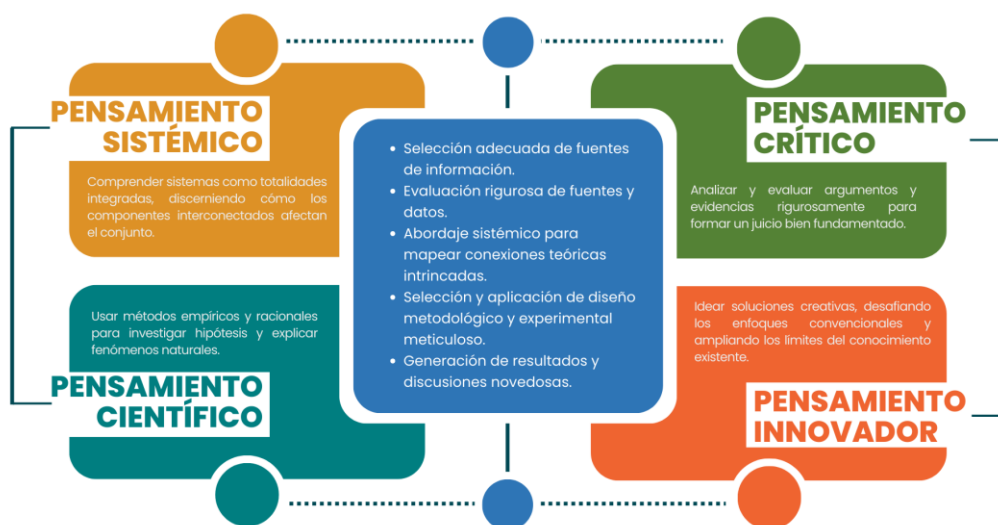 PENSAMIENTO
SISTÉMICO
Comprender sistemas como totalidades
integradas, discerniendo cómo los
componentes interconectados afectan
el conjunto.
PENSAMIENTO
CRÍTICO
Analizar y evaluar argumentos y
evidencias rigurosamente para
formar un juicio bien fundamentado.
• Selección adecuada de fuentes
de información.
• Evaluación rigurosa de fuentes y
datos.
• Abordaje sistémico para
mapear conexiones teóricas
intrincadas.
• Selección y aplicación de diseño
metodológico y experimental
meticuloso.
• Generación de resultados y
discusiones novedosas.
Usar métodos empíricos y racionales
para investigar hipótesis y explicar
fenómenos naturales.
PENSAMIENTO
CIENTÍFICO
Idear soluciones creativas, desafiando
los enfoques convencionales y
ampliando los límites del conocimiento
existente.
PENSAMIENTO
INNOVADOR